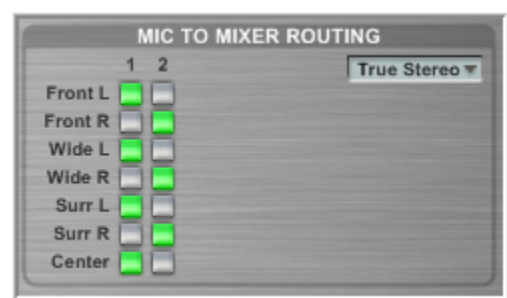 MIC TO MIXER ROUTING
1 2
True Stereo
Front L
Front R
Wide L
Wide R
Surr L
Surr R
Center